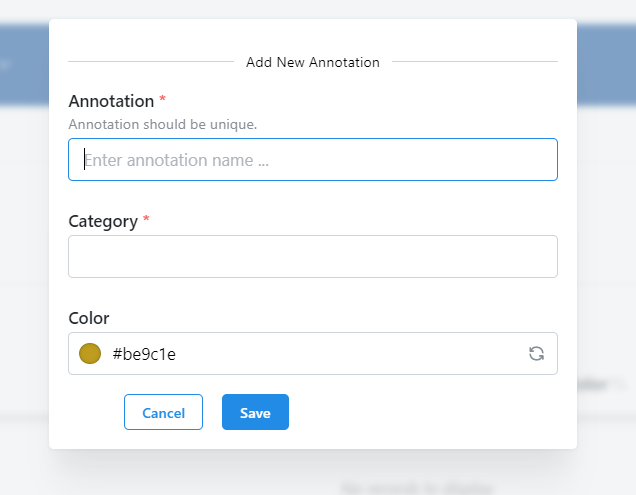 Add New Annotation
Annotation *
Annotation should be unique.
Enter annotation name ...
Category *
Color
#be9c1e
Cancel
Save